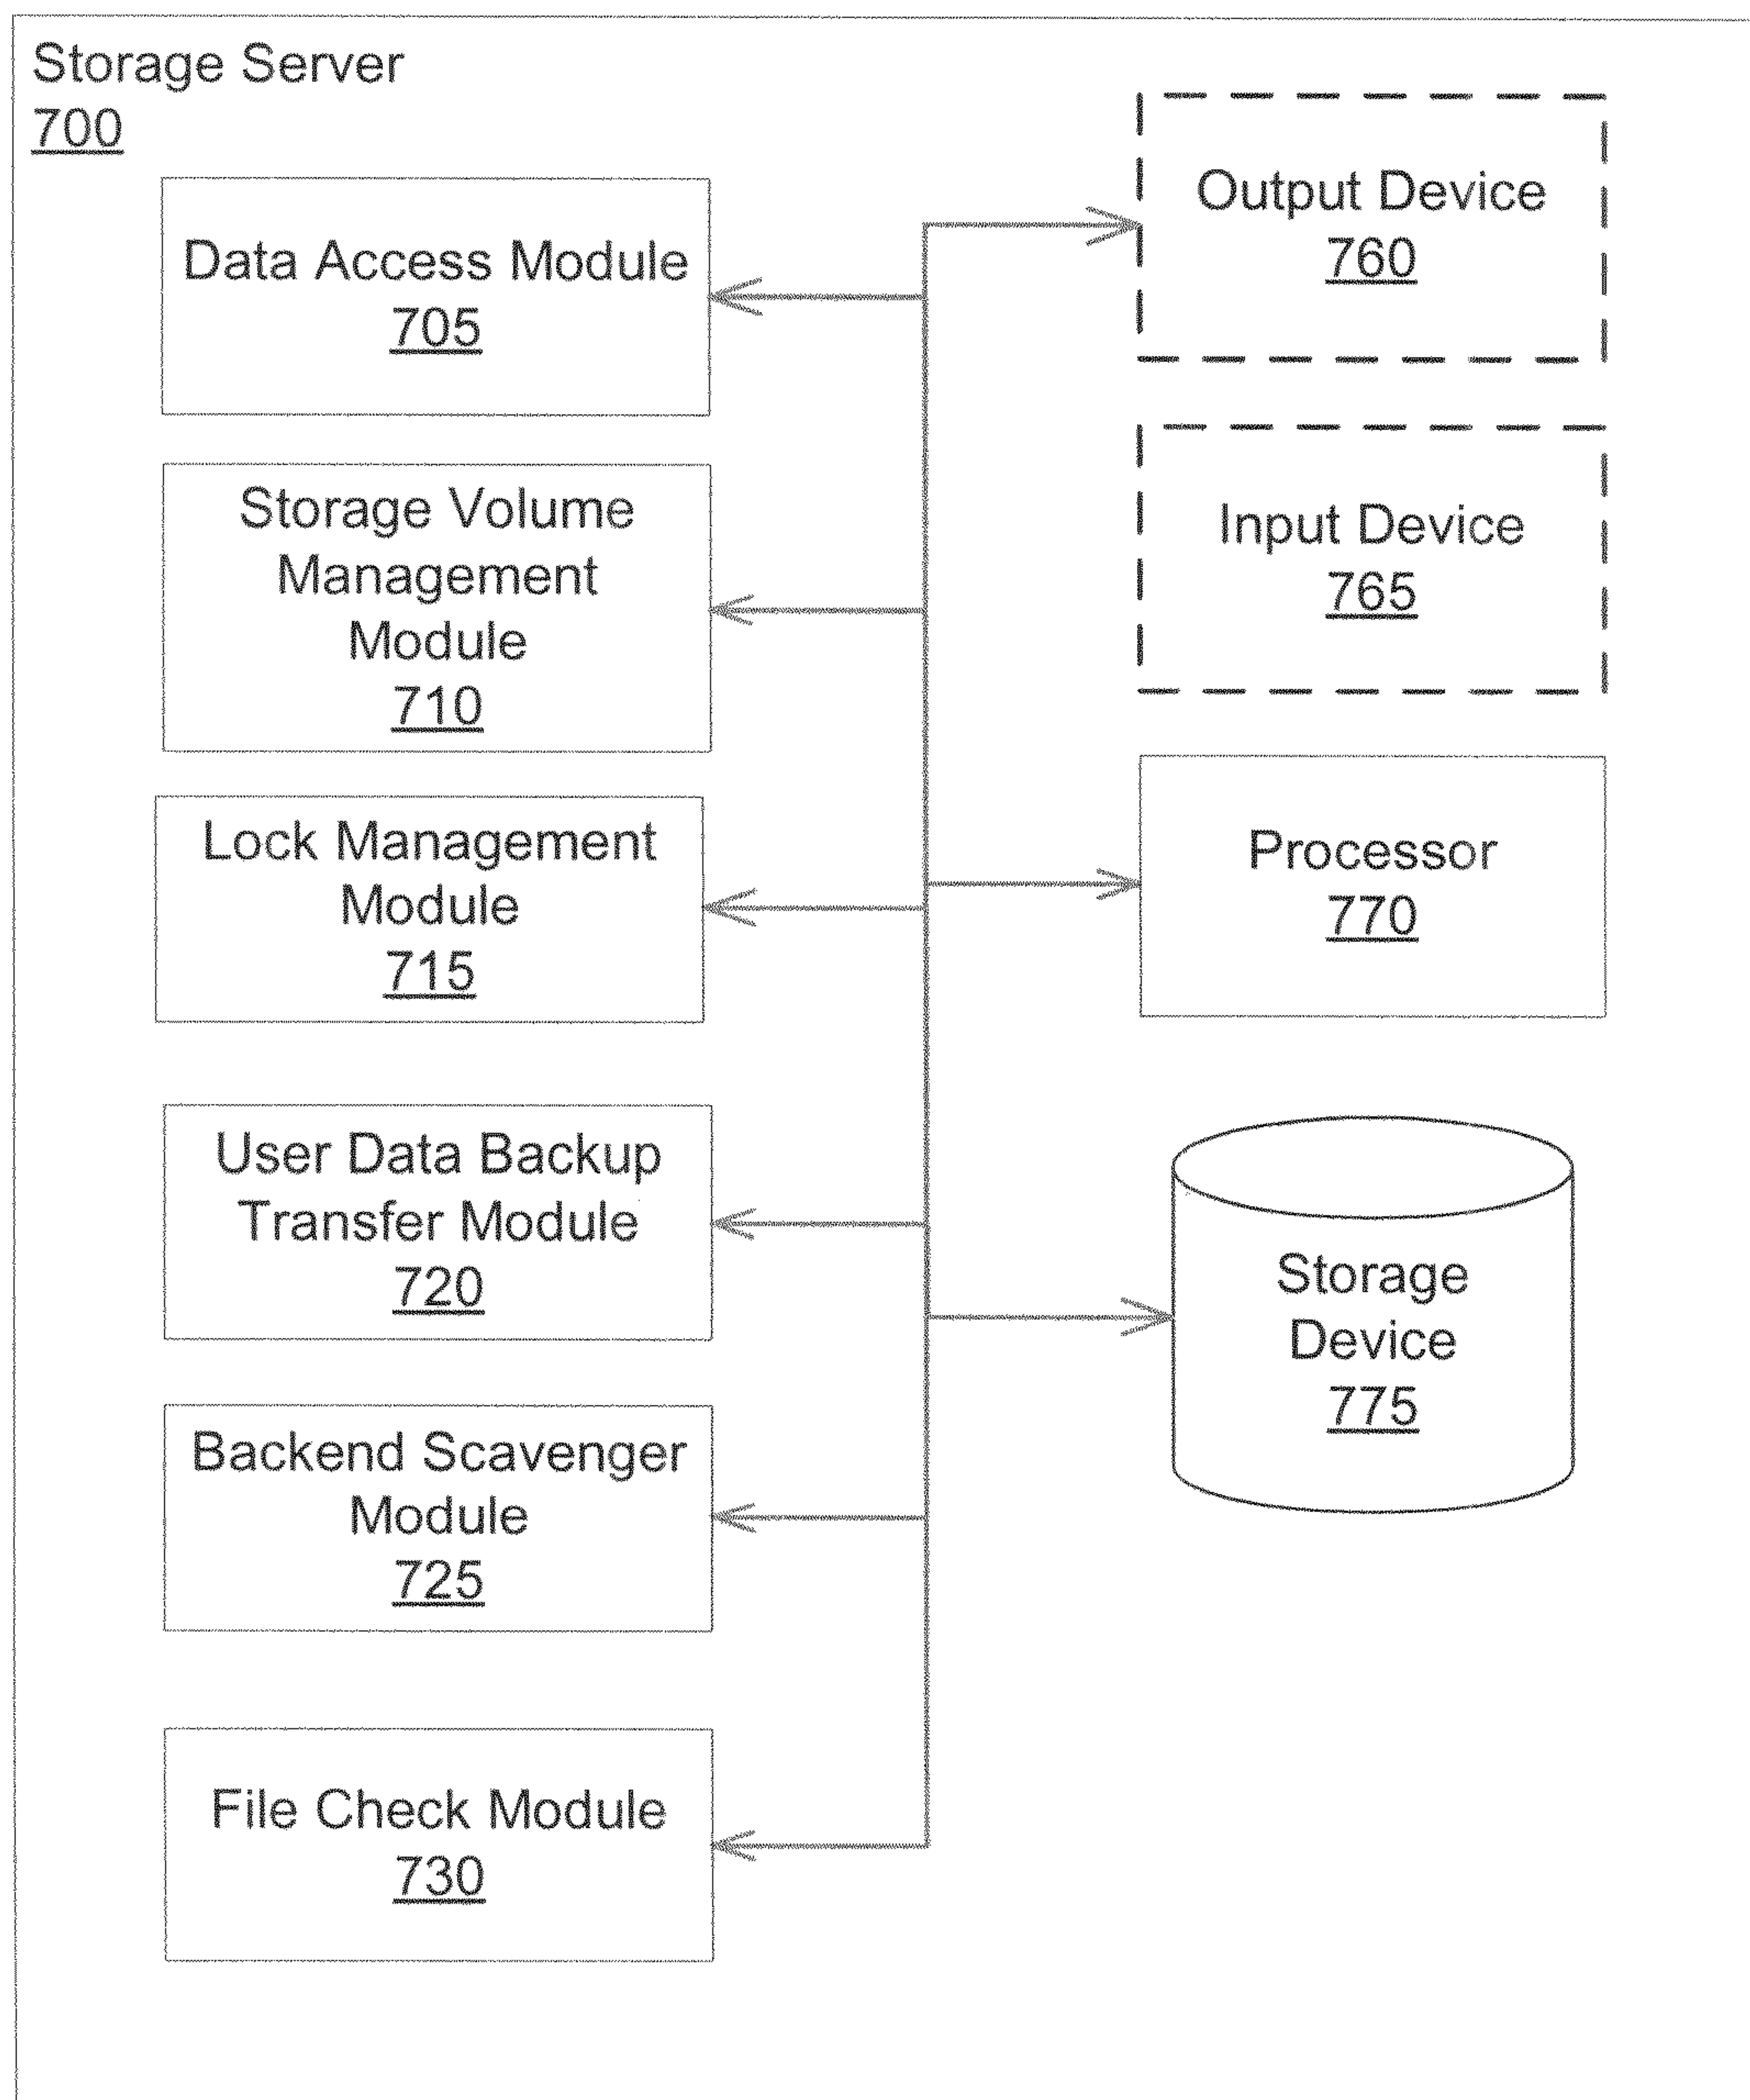 Storage Server
700
Data Access Module
705
Storage Volume
Management
Module
710
Lock Management
Module
715
User Data Backup
Transfer Module
720
Backend Scavenger
Module
725
File Check Module
730
Output Device
760
Input Device
765
Processor
770
Storage
Device
775